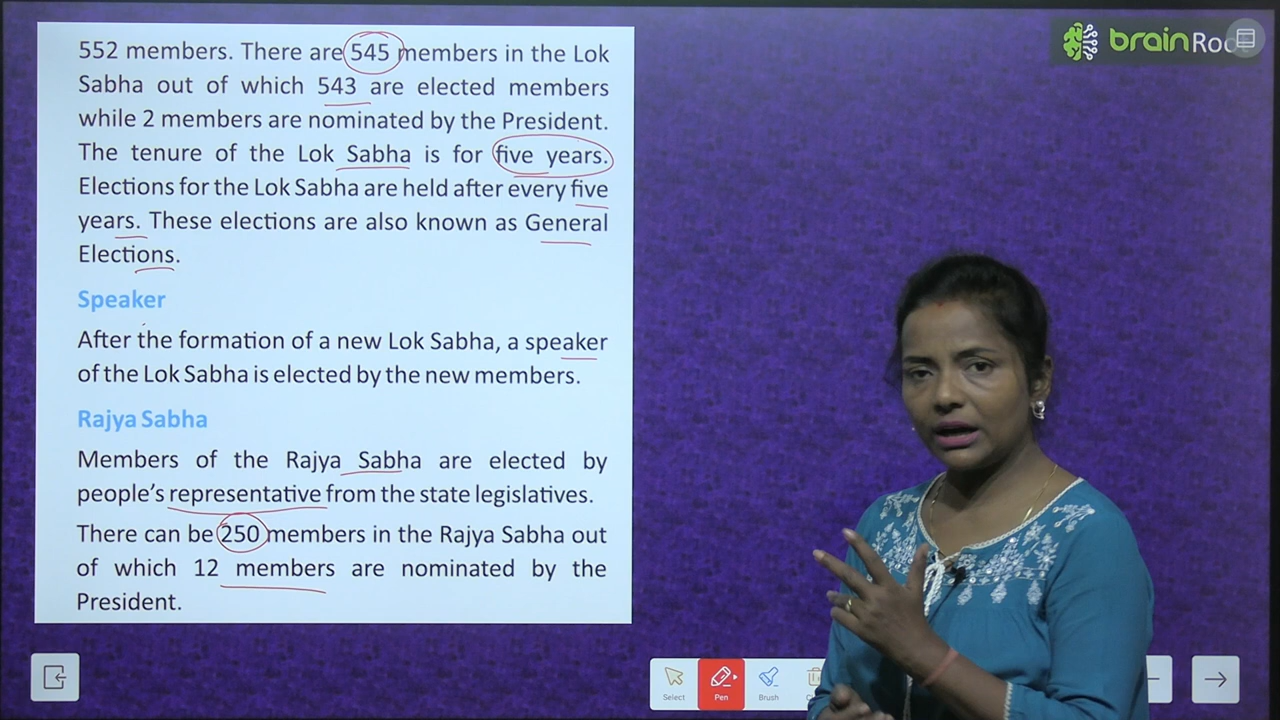 552 members. There are 545 members in the Lok
Sabha out of which 543 are elected members
while 2 members are nominated by the President.
The tenure of the Lok Sabha is for five years.
Elections for the Lok Sabha are held after every five
years. These elections are also known as General
Elections.
Speaker
After the formation of a new Lok Sabha, a speaker
of the Lok Sabha is elected by the new members.
Rajya Sabha
Members of the Rajya Sabha are elected by
people's representative from the state legislatives.
There can be 250 members in the Rajya Sabha out
of which 12 members are nominated by the
President.
brain
Select
Pen
Brush